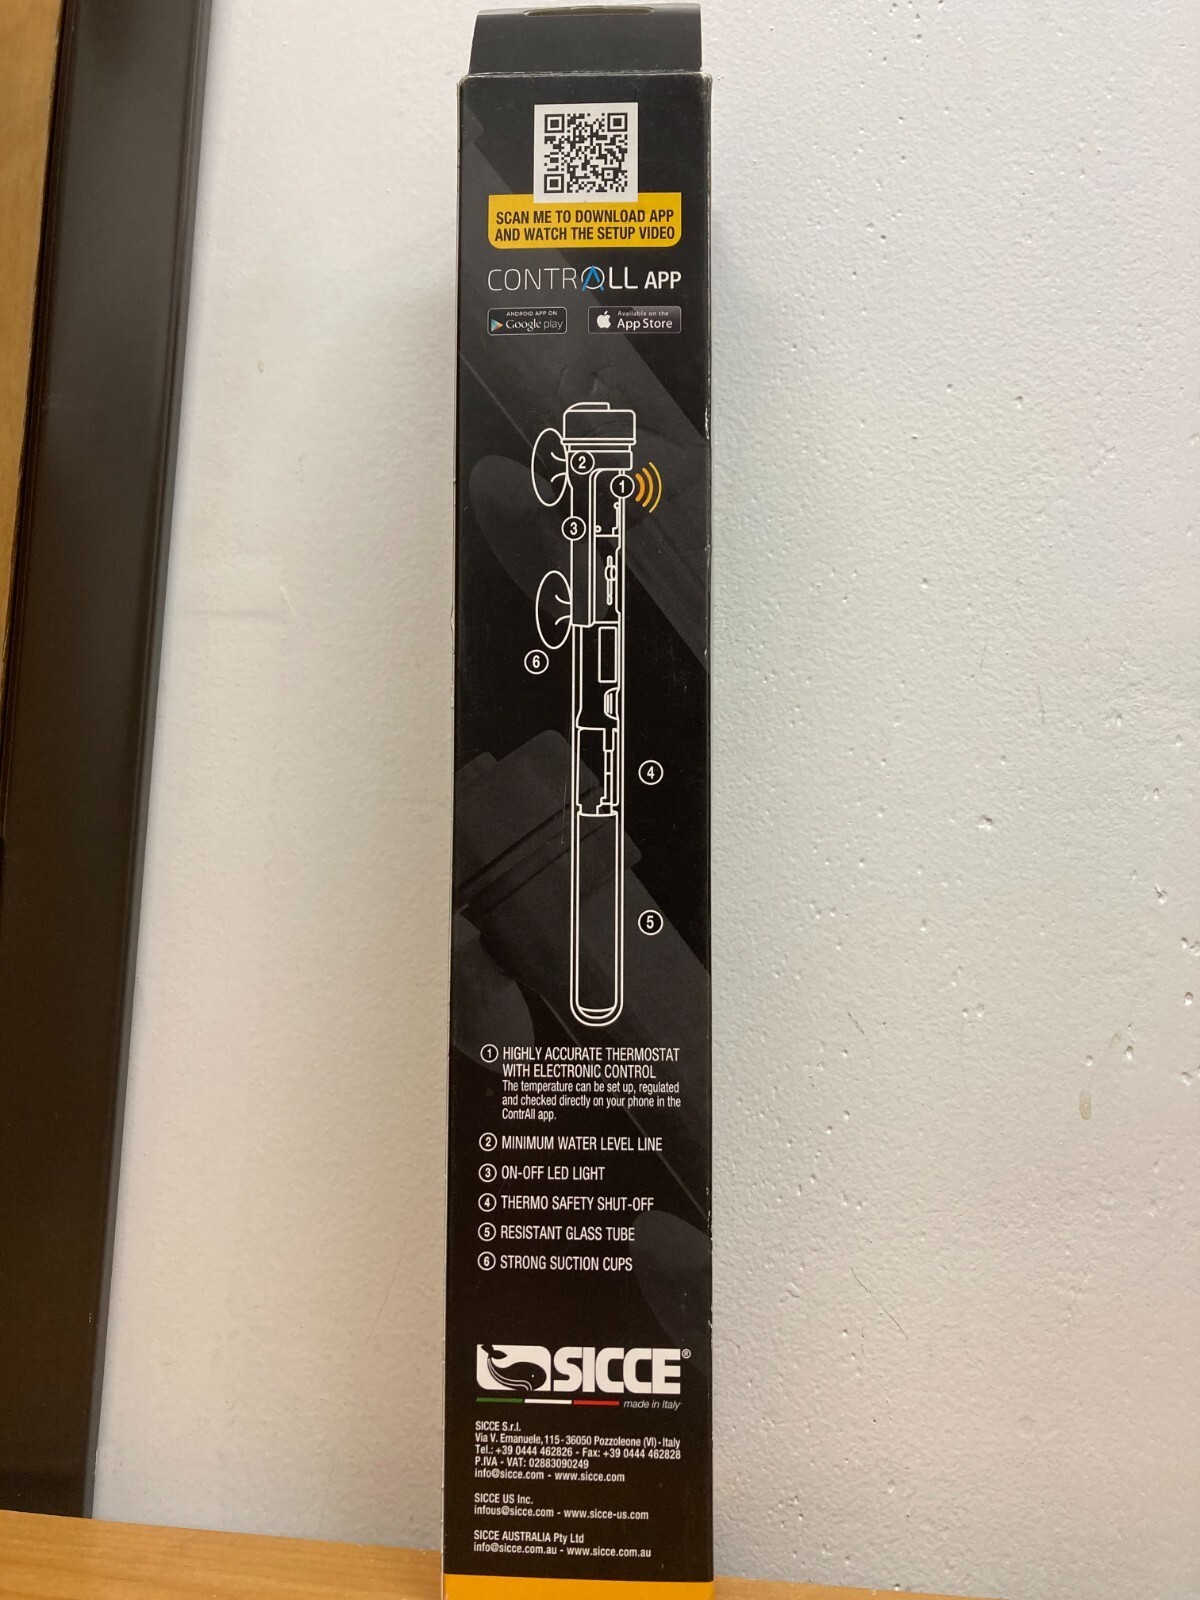 SCAN ME TO DOWNLOAD APP
AND WATCH THE SETUP VIDEO
CONTRALL APP
ANDROID APP ON
Google play
Available on the
App Store
2
1
3
6
4
5
1 HIGHLY ACCURATE THERMOSTAT
WITH ELECTRONIC CONTROL
The temperature can be set up, regulated
and checked directly on your phone in the
ContrAll app.
2 MINIMUM WATER LEVEL LINE
3 ON-OFF LED LIGHT
4 THERMO SAFETY SHUT-OFF
5 RESISTANT GLASS TUBE
6 STRONG SUCTION CUPS
SICCE®
made in Italy
SICCE S.r.l.
Via V. Emanuele, 115 - 36050 Pozzoleone (VI) - Italy
Tel.: +39 0444 462826 - Fax: +39 0444 462828
P.IVA - VAT: 02883090249
info@sicce.com - www.sicce.com
SICCE US Inc.
infous@sicce.com - www.sicce-us.com
SICCE AUSTRALIA Pty Ltd
info@sicce.com.au - www.sicce.com.au